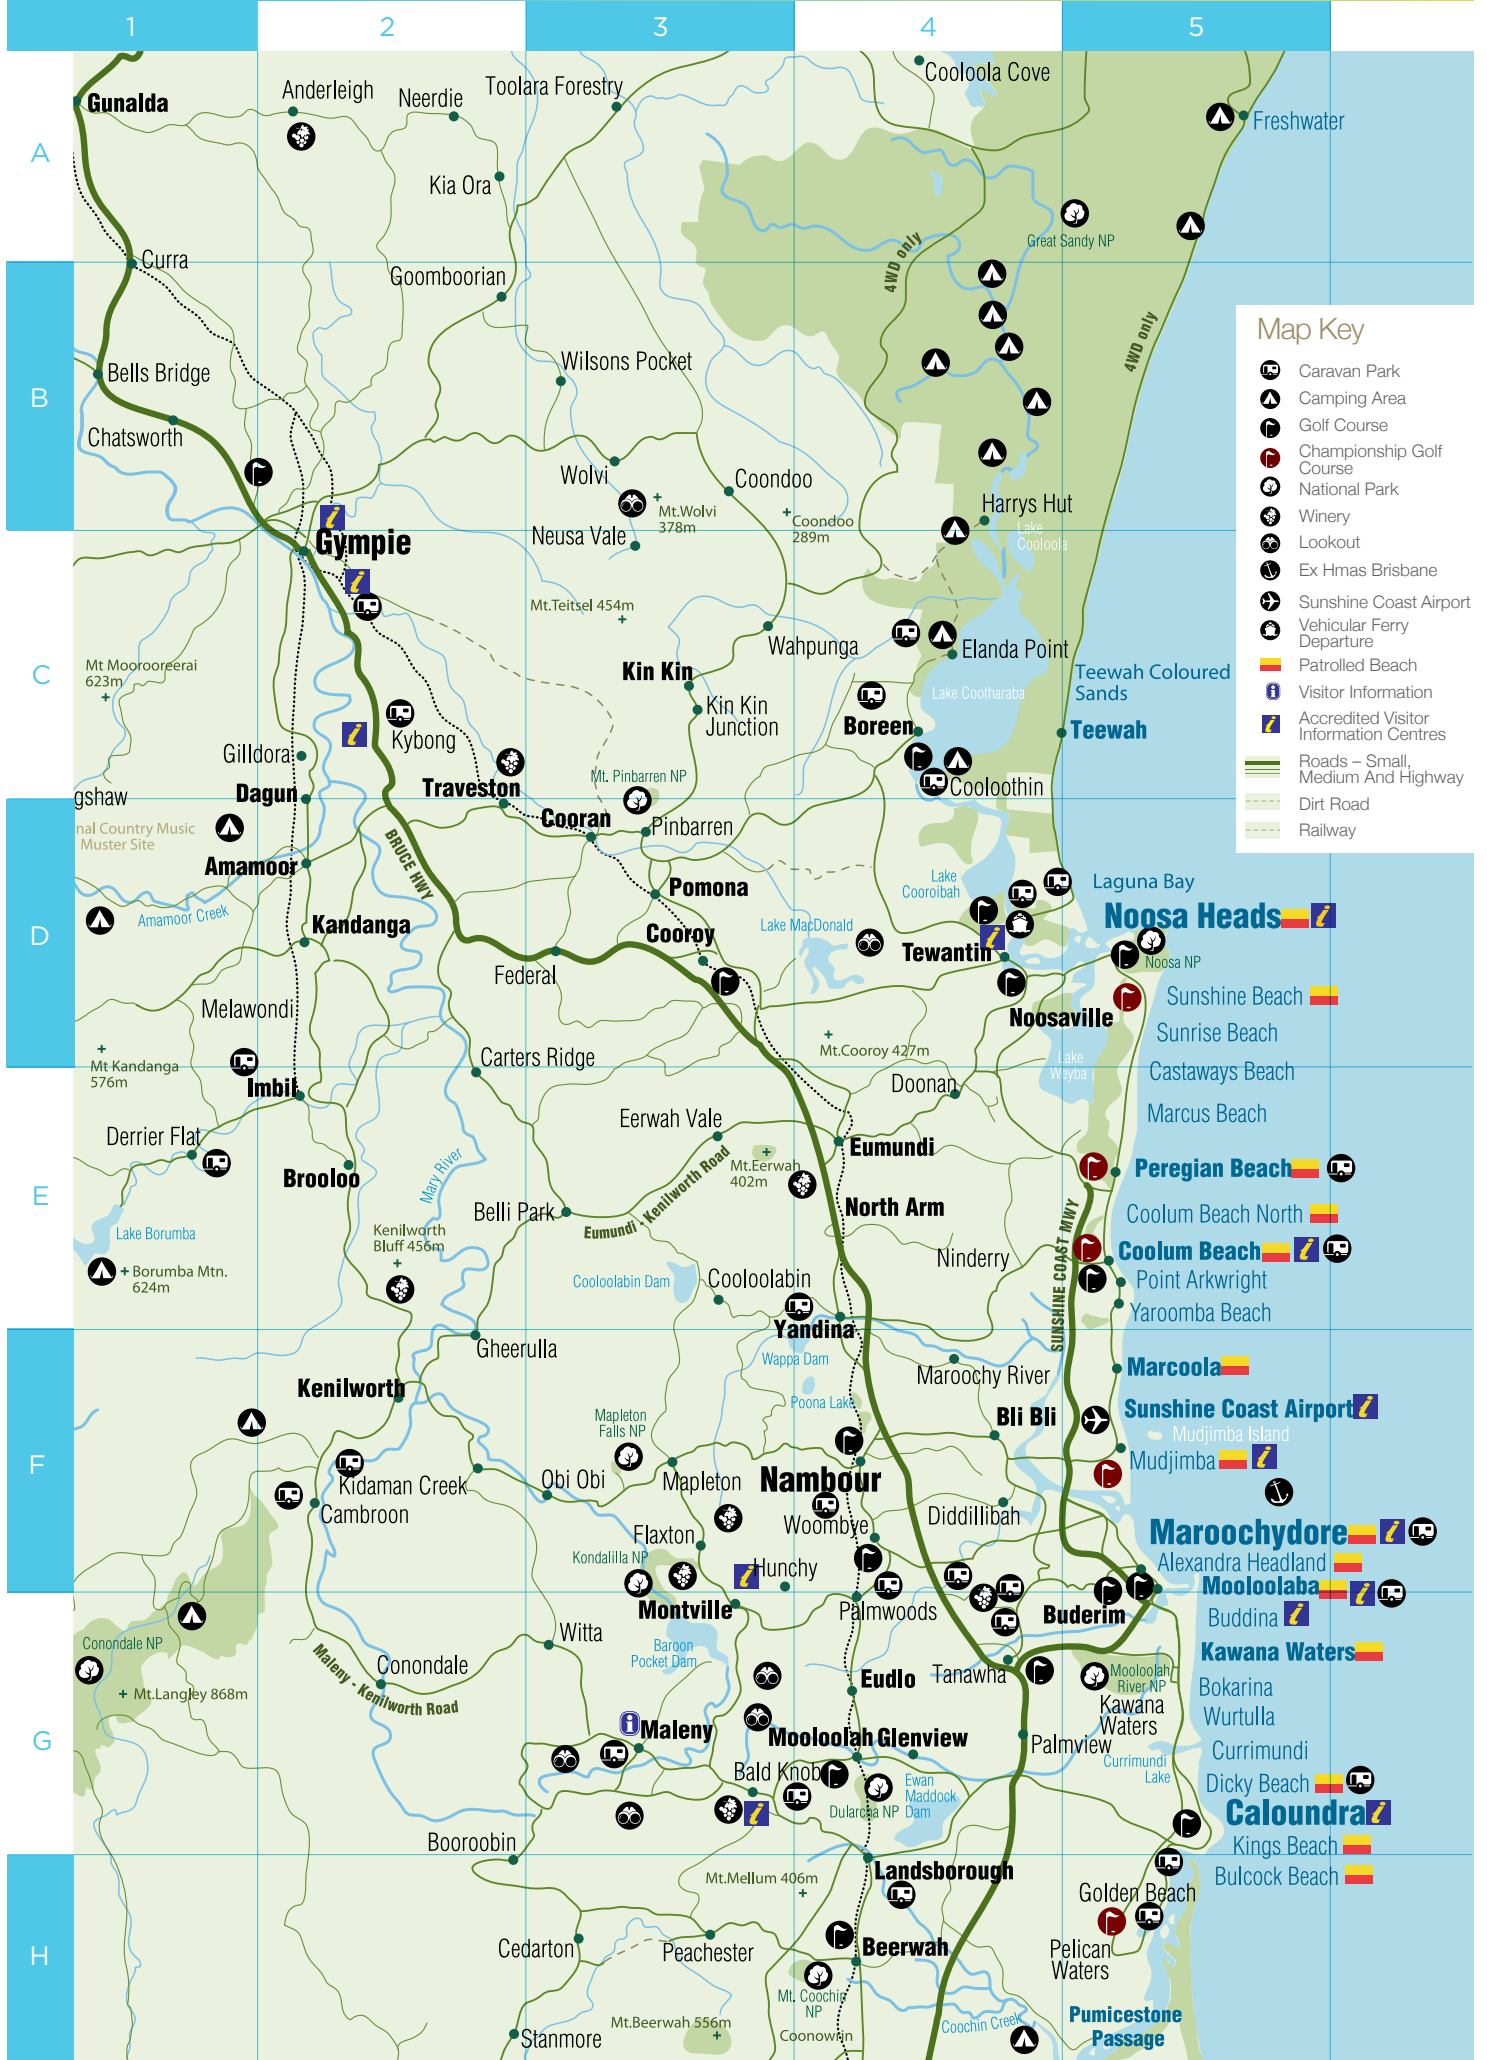 1
2
3
4
5
A
B
C
D
E
F
G
H
Gunalda
Anderleigh
Neerdie
Toolara Forestry
Cooloola Cove
Freshwater
Kia Ora
Great Sandy NP
4WD only
Curra
Goomboorian
4WD only
Bells Bridge
Wilsons Pocket
Chatsworth
Wolvi
Coondoo
Mt.Wolvi
378m
Coondoo
289m
Neusa Vale
Harrys Hut
Lake
Cooloola
Gympie
Mt.Teitsel 454m
Wahpunga
Elanda Point
Mt Moorooreerai
623m
Kin Kin
Kin Kin
Junction
Lake Cootharaba
Teewah Coloured
Sands
Boreen
Teewah
Kybong
Gilldora
Mt. Pinbarren NP
Traveston
Cooloothin
Dagun
gshaw
nal Country Music
Muster Site
Cooran
Pinbarren
BRUCE HWY
Amamoor
Amamoor Creek
Pomona
Lake
Cooroibah
Laguna Bay
Noosa Heads
Kandanga
Lake MacDonald
Cooroy
Tewantin
Noosa NP
Federal
Melawondi
Noosaville
Sunshine Beach
Sunrise Beach
Mt Kandanga
576m
Carters Ridge
Mt.Cooroy 427m
Lake
Weyba
Castaways Beach
Imbil
Doonan
Marcus Beach
Derrier Flat
Eerwah Vale
Eumundi
Brooloo
Mary River
Mt.Eerwah
402m
Peregian Beach
Belli Park
Eumundi - Kenilworth Road
North Arm
Coolum Beach North
Lake Borumba
Kenilworth
Bluff 456m
SUNSHINE COAST MWY
Ninderry
Coolum Beach
Borumba Mtn.
624m
Cooloolabin Dam
Cooloolabin
Point Arkwright
Yaroomba Beach
Yandina
Gheerulla
Wappa Dam
Maroochy River
Marcoola
Kenilworth
Poona Lake
Mapleton
Falls NP
Bli Bli
Sunshine Coast Airport
Mudjimba Island
Mudjimba
Kidaman Creek
Obi Obi
Mapleton
Nambour
Cambroon
Diddillibah
Flaxton
Woombye
Maroochydore
Kondalilla NP
Hunchy
Alexandra Headland
Montville
Palmwoods
Buderim
Mooloolaba
Buddina
Conondale NP
Witta
Baroon
Pocket Dam
Kawana Waters
Maleny - Kenilworth Road
Conondale
Tanawha
Mooloolah
River NP
Mt.Langley 868m
Eudlo
Kawana
Waters
Bokarina
Wurtulla
Maleny
Mooloolah
Glenview
Palmview
Currimundi
Lake
Currimundi
Bald Knob
Dularcha NP
Ewan
Maddock
Dam
Dicky Beach
Caloundra
Booroobin
Kings Beach
Landsborough
Mt.Mellum 406m
Bulcock Beach
Golden Beach
Cedarton
Peachester
Beerwah
Pelican
Waters
Mt. Coochin
NP
Stanmore
Mt.Beerwah 556m
Coonowrin
Coochin Creek
Pumicestone
Passage
Map Key
Caravan Park
Camping Area
Golf Course
Championship Golf
Course
National Park
Winery
Lookout
Ex Hmas Brisbane
Sunshine Coast Airport
Vehicular Ferry
Departure
Patrolled Beach
Visitor Information
Accredited Visitor
Information Centres
Roads – Small,
Medium And Highway
Dirt Road
Railway